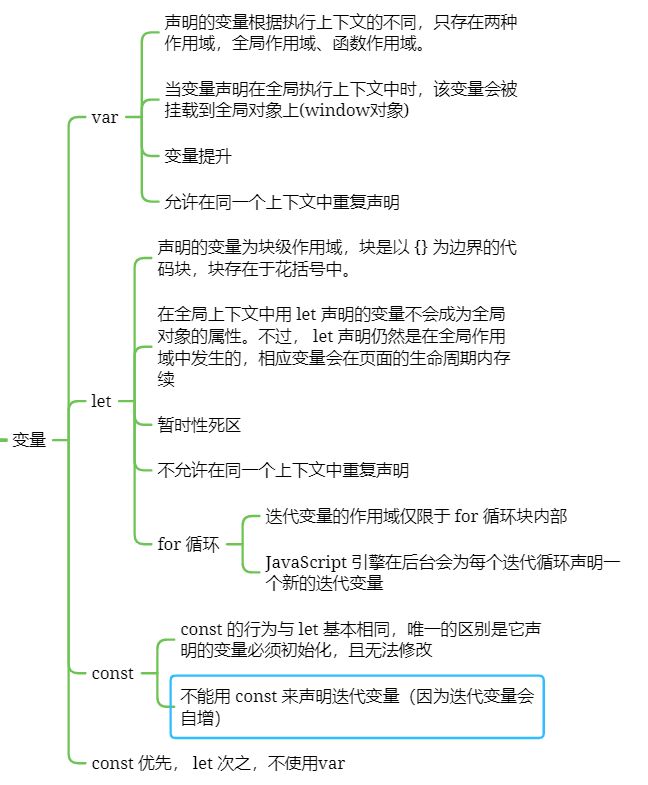 声明的变量根据执行上下文的不同，只存在两种
作用域，全局作用域、函数作用域。
当变量声明在全局执行上下文中时，该变量会被
挂载到全局对象上(window对象)
var
变量提升
允许在同一个上下文中重复声明
声明的变量为块级作用域，块是以 {} 为边界的代
码块，块存在于花括号中。
在全局上下文中用 let 声明的变量不会成为全局
对象的属性。不过， let 声明仍然是在全局作用
域中发生的，相应变量会在页面的生命周期内存
续
let
暂时性死区
变量
不允许在同一个上下文中重复声明
迭代变量的作用域仅限于 for 循环块内部
for 循环
JavaScript 引擎在后台会为每个迭代循环声明一
个新的迭代变量
const 的行为与 let 基本相同，唯一的区别是它声
明的变量必须初始化，且无法修改
const
不能用 const 来声明迭代变量（因为迭代变量会
自增）
const 优先， let 次之，不使用var